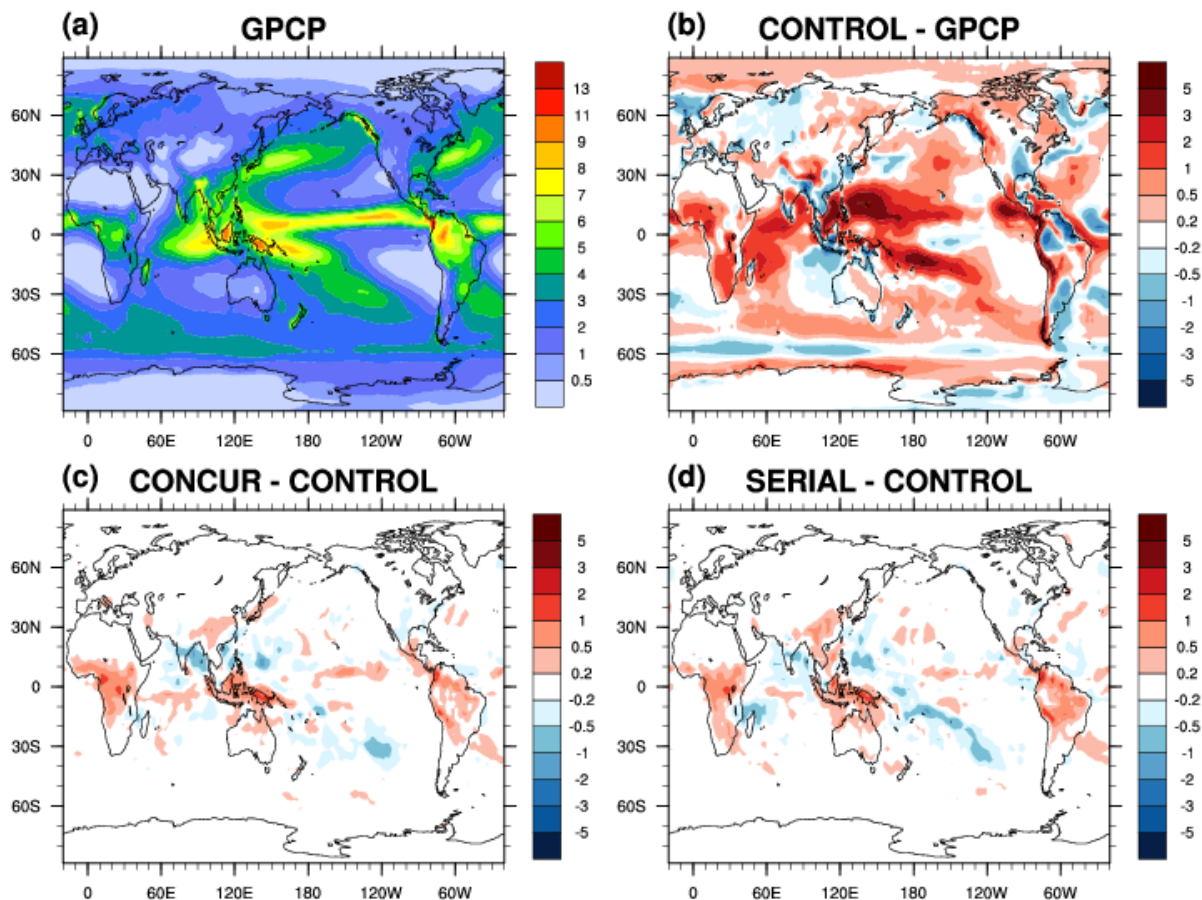 (a) GPCP
60N
30N
0
30S
60S
0 60E 120E 180 120W 60W
13
11
9
8
7
6
5
4
3
2
1
0.5
(b) CONTROL - GPCP
60N
30N
0
30S
60S
0 60E 120E 180 120W 60W
5
3
2
1
0.5
0.2
-0.2
-0.5
-1
-2
-3
-5
(c) CONCUR - CONTROL
60N
30N
0
30S
60S
0 60E 120E 180 120W 60W
5
3
2
1
0.5
0.2
-0.2
-0.5
-1
-2
-3
-5
(d) SERIAL - CONTROL
60N
30N
0
30S
60S
0 60E 120E 180 120W 60W
5
3
2
1
0.5
0.2
-0.2
-0.5
-1
-2
-3
-5